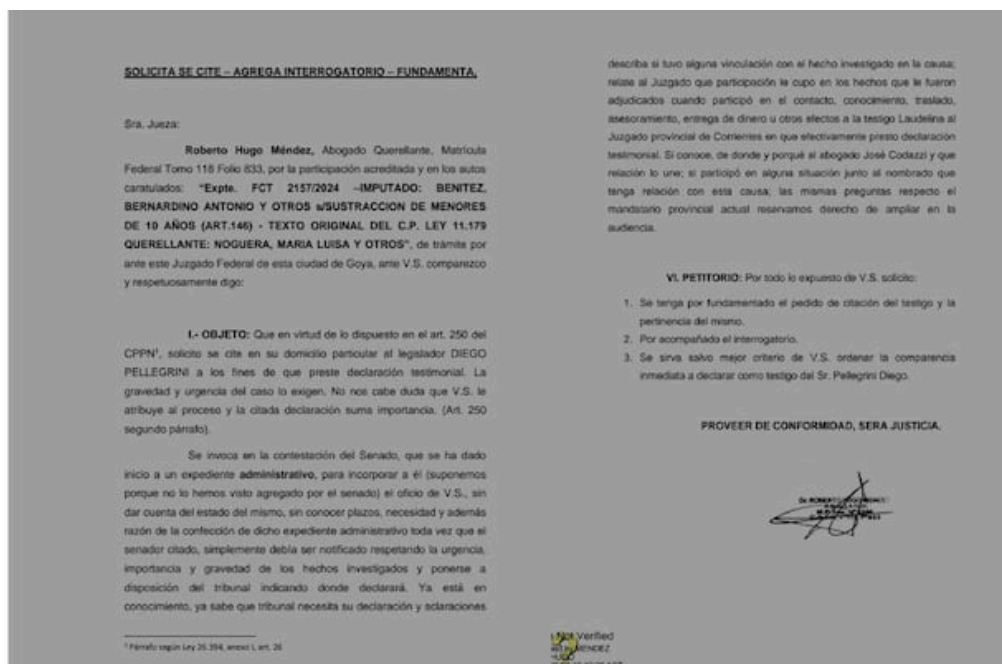 SOLICITA SE CITE – AGREGA INTERROGATORIO – FUNDAMENTA.
Sra. Jueza:
Roberto Hugo Méndez, Abogado Querellante, Matrícula
Federal Tomo 118 Folio 833, por la participación acreditada y en los autos
caratulados: "Expte. FCT 2157/2024 –IMPUTADO: BENITEZ,
BERNARDINO ANTONIO Y OTROS s/SUSTRACCION DE MENORES
DE 10 AÑOS (ART.146) - TEXTO ORIGINAL DEL C.P. LEY 11.179
QUERELLANTE: NOGUERA, MARIA LUISA Y OTROS", de trámite por
ante este Juzgado Federal de esta ciudad de Goya, ante V.S. comparezco
y respetuosamente digo:
I.- OBJETO: Que en virtud de lo dispuesto en el art. 250 del
CPPN¹, solicito se cite en su domicilio particular al legislador DIEGO
PELLEGRINI a los fines de que preste declaración testimonial. La
gravedad y urgencia del caso lo exigen. No nos cabe duda que V.S. le
atribuye al proceso y la citada declaración suma importancia. (Art. 250
segundo párrafo).
Se invoca en la contestación del Senado, que se ha dado
inicio a un expediente administrativo, para incorporar a él (suponemos
porque no lo hemos visto agregado por el senado) el oficio de V.S., sin
dar cuenta del estado del mismo, sin conocer plazos, necesidad y además
razón de la confección de dicho expediente administrativo toda vez que el
senador citado, simplemente debía ser notificado respetando la urgencia,
importancia y gravedad de los hechos investigados y ponerse a
disposición del tribunal indicando donde declarará. Ya está en
conocimiento, ya sabe que tribunal necesita su declaración y aclaraciones
¹ Párrafo según Ley 26.394, anexo I, art. 26
describa si tuvo alguna vinculación con el hecho investigado en la causa;
relate al Juzgado que participación le cupo en los hechos que le fueron
adjudicados cuando participó en el contacto, conocimiento, traslado,
asesoramiento, entrega de dinero u otros efectos a la testigo Laudelina al
Juzgado provincial de Corrientes en que efectivamente presto declaración
testimonial. Si conoce, de donde y porqué al abogado José Codazzi y que
relación lo une; si participó en alguna situación junto al nombrado que
tenga relación con esta causa; las mismas preguntas respecto el
mandatario provincial actual reservamos derecho de ampliar en la
audiencia.
VI. PETITORIO: Por todo lo expuesto de V.S. solicito:
1. Se tenga por fundamentado el pedido de citación del testigo y la
pertinencia del mismo.
2. Por acompañado el interrogatorio.
3. Se sirva salvo mejor criterio de V.S. ordenar la comparencia
inmediata a declarar como testigo del Sr. Pellegrini Diego.
PROVEER DE CONFORMIDAD, SERA JUSTICIA.
Not Verified
MENDEZ